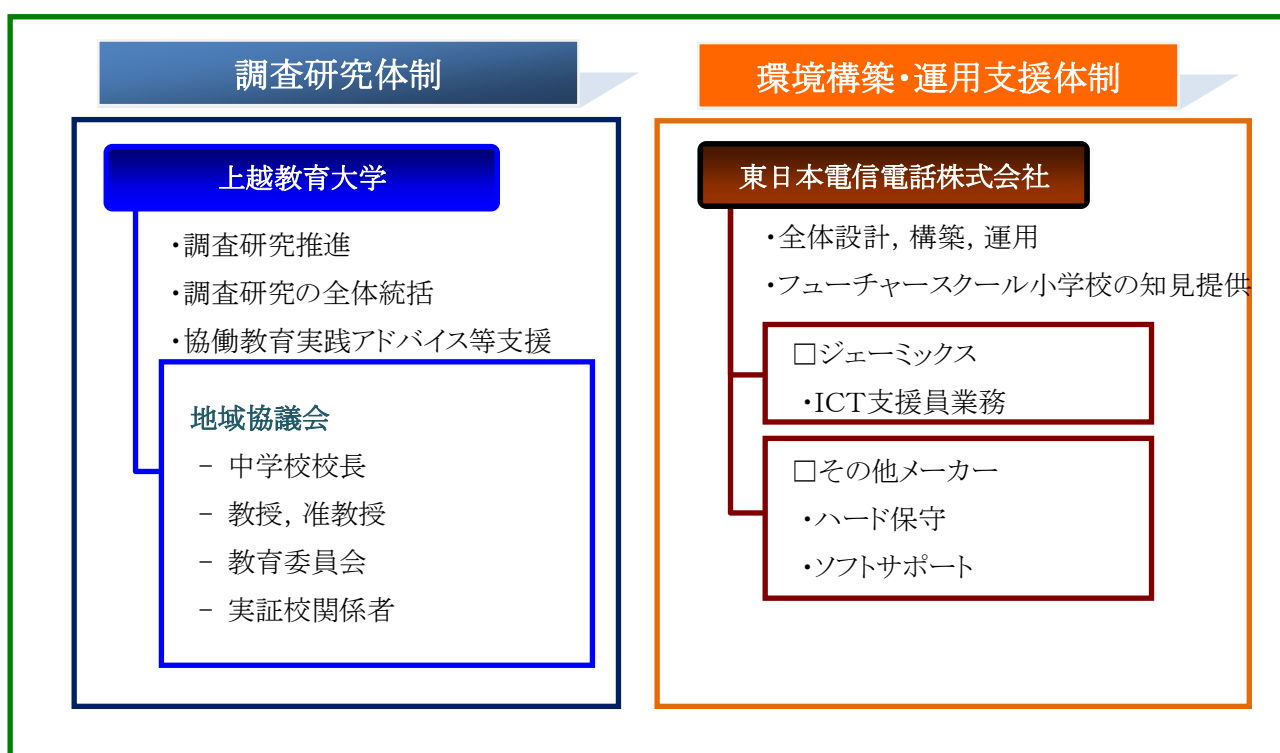 調査研究体制
上越教育大学
・調査研究推進
・調査研究の全体統括
・協働教育実践アドバイス等支援
地域協議会
− 中学校校長
− 教授, 准教授
− 教育委員会
− 実証校関係者
環境構築・運用支援体制
東日本電信電話株式会社
・全体設計, 構築, 運用
・フューチャースクール小学校の知見提供
□ジェーミックス
・ICT支援員業務
□その他メーカー
・ハード保守
・ソフトサポート